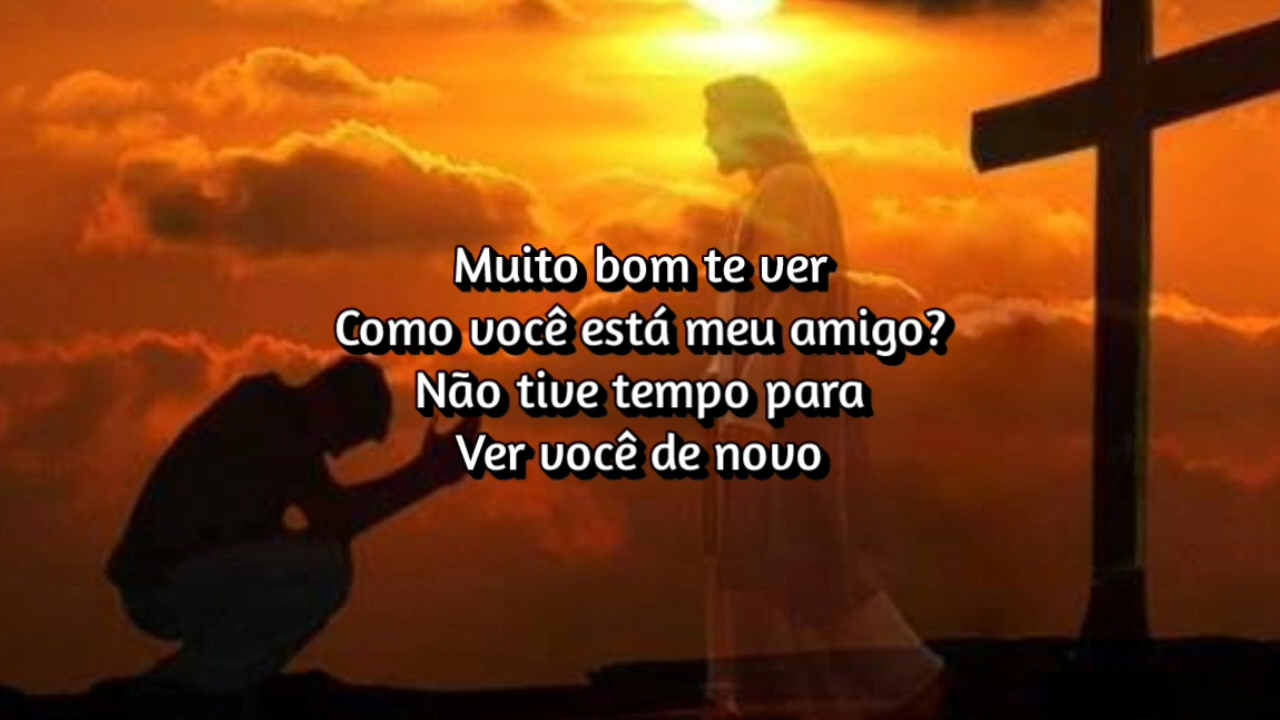 Muito bom te ver
Como você está meu amigo?
Não tive tempo para
Ver você de novo